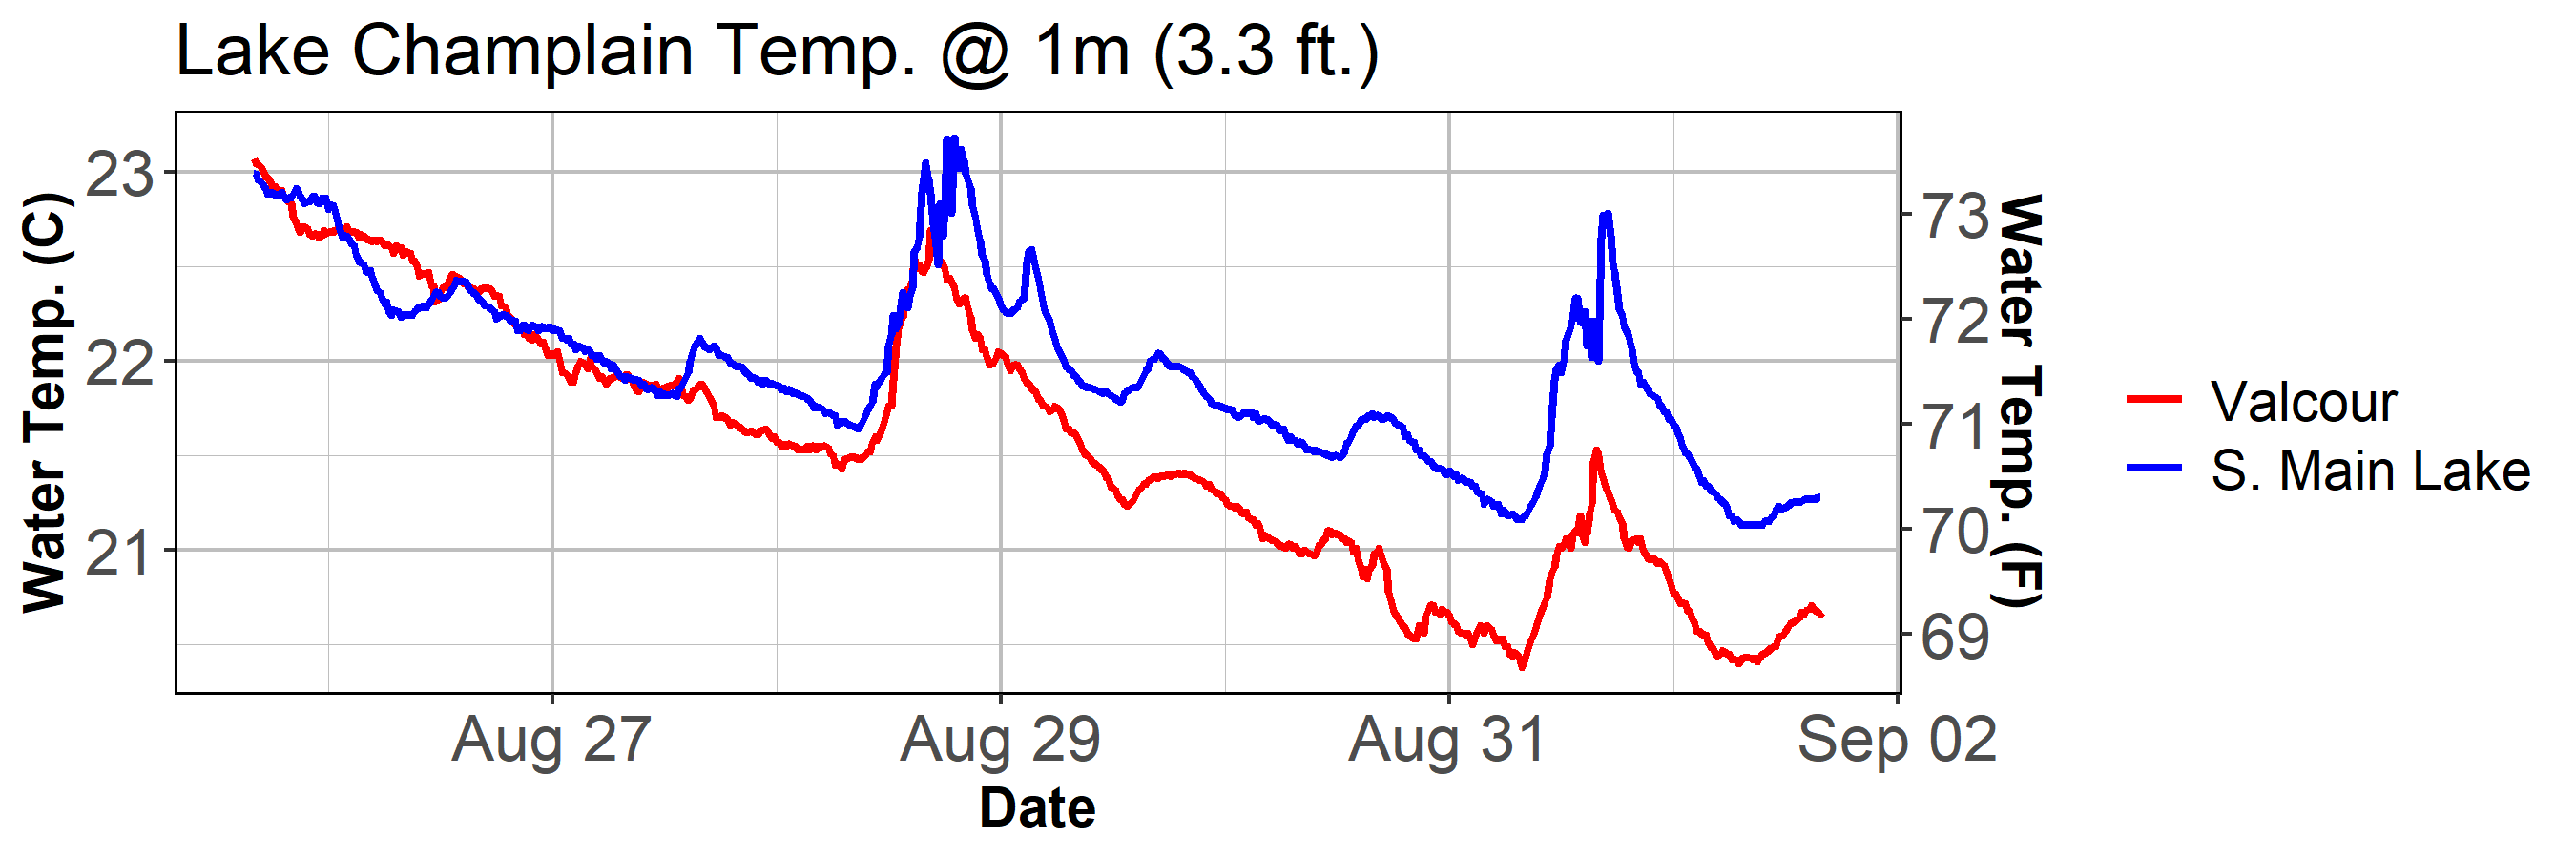 Lake Champlain Temp. @ 1m (3.3 ft.)
Water Temp. (C)
23
22
21
73
72
71
70
69
Water Temp. (F)
Aug 27
Aug 29
Aug 31
Sep 02
Date
Valcour
S. Main Lake